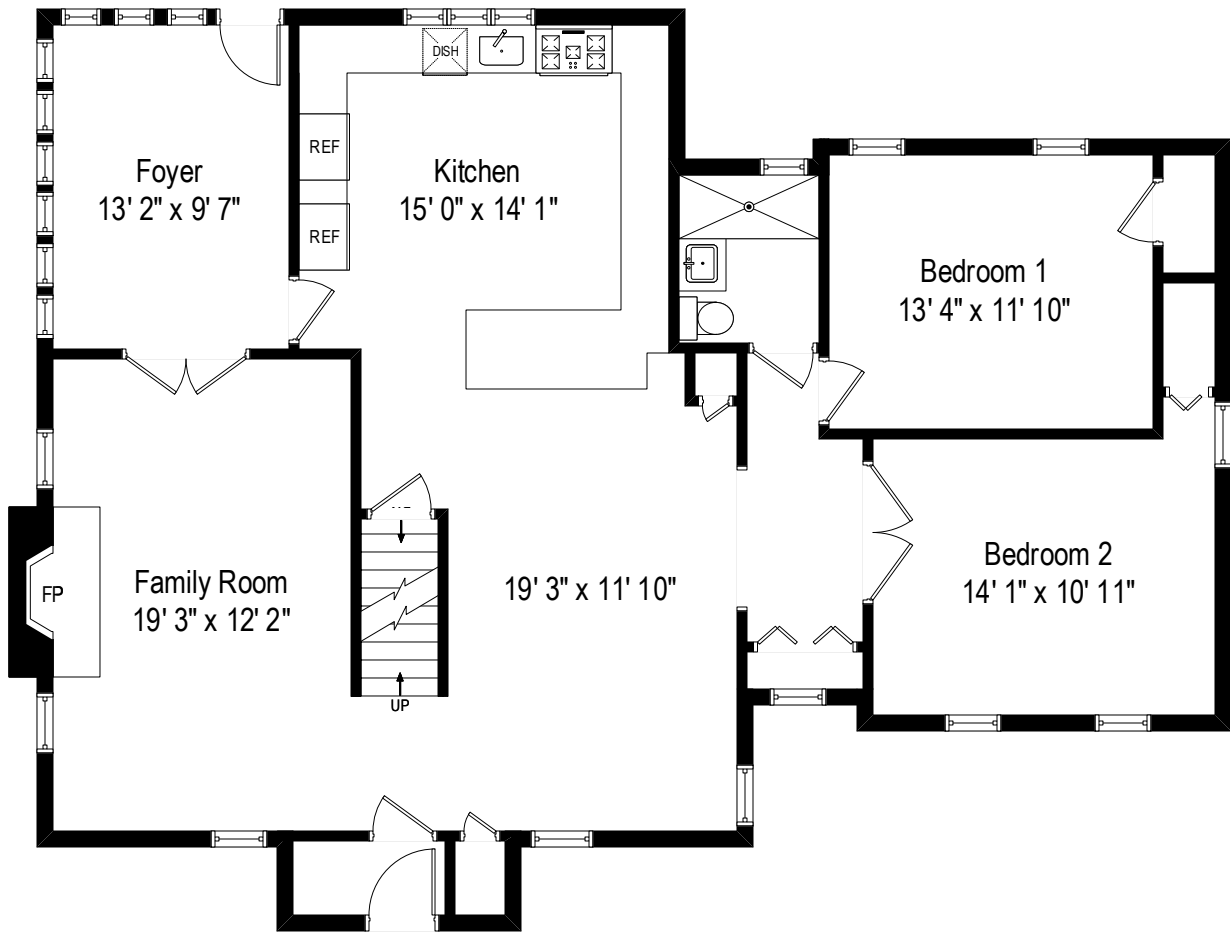 DISH
REF
REF
Foyer
13' 2" x 9' 7"
Kitchen
15' 0" x 14' 1"
Bedroom 1
13' 4" x 11' 10"
Bedroom 2
14' 1" x 10' 11"
FP
Family Room
19' 3" x 12' 2"
19' 3" x 11' 10"
UP